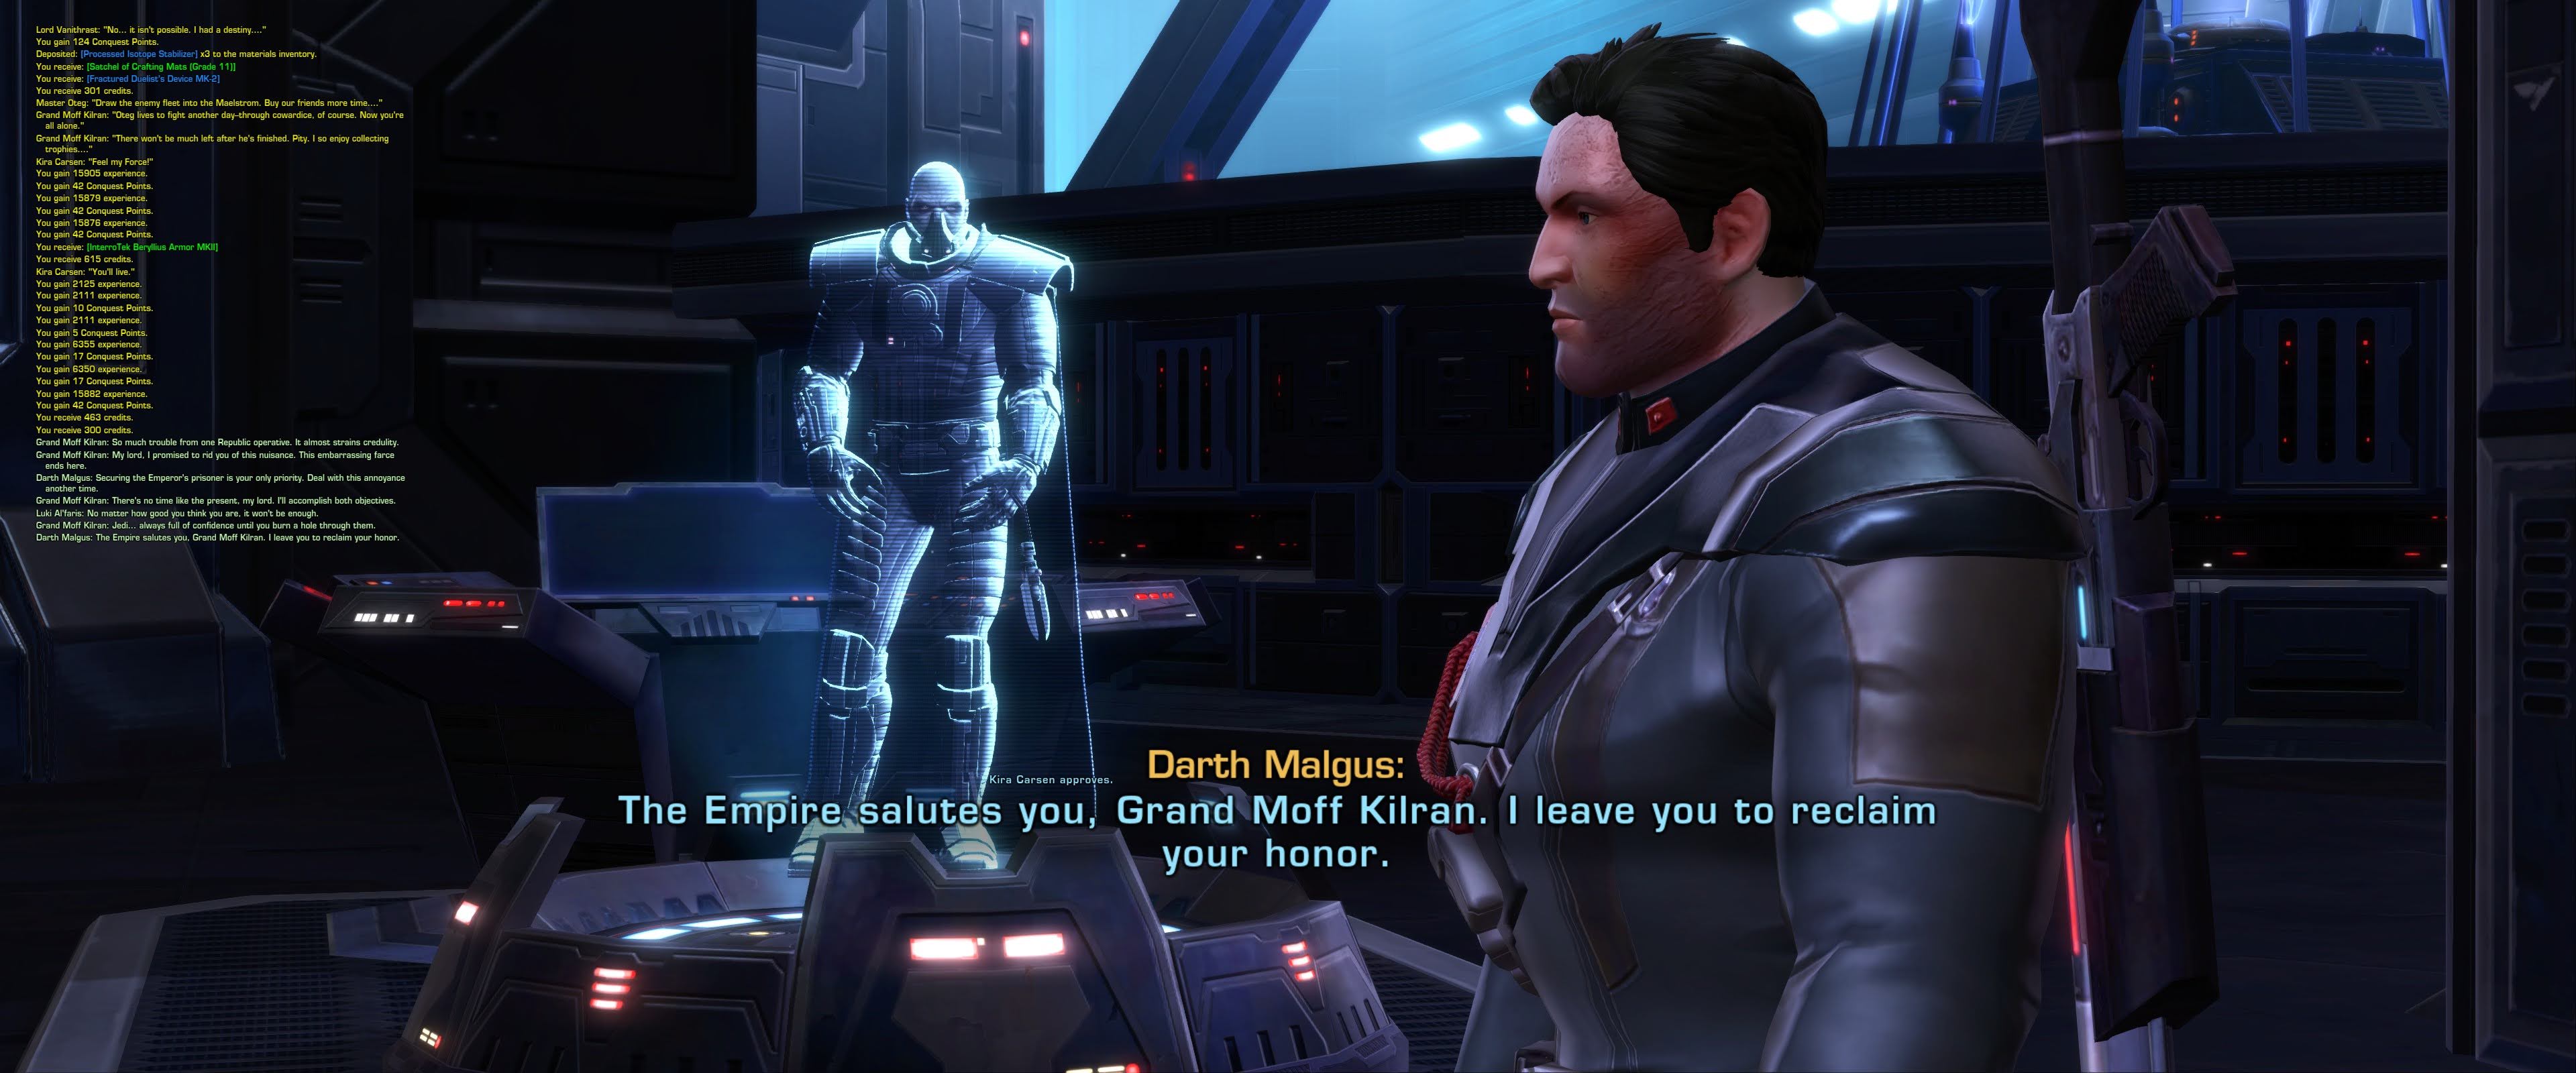 Lord Vanithrast: "No... it isn't possible. I had a destiny...."
You gain 124 Conquest Points.
Deposited: [Processed Isotope Stabilizer] x3 to the materials inventory.
You receive: [Satchel of Crafting Mats (Grade 11)]
You receive: [Fractured Duelist's Device MK-2]
You receive 301 credits.
Master Oteg: "Draw the enemy fleet into the Maelstrom. Buy our friends more time...."
Grand Moff Kilran: "Oteg lives to fight another day–through cowardice, of course. Now you're
all alone."
Grand Moff Kilran: "There won't be much left after he's finished. Pity. I so enjoy collecting
trophies...."
Kira Carsen: "Feel my Force!"
You gain 15905 experience.
You gain 42 Conquest Points.
You gain 15879 experience.
You gain 42 Conquest Points.
You gain 15876 experience.
You gain 42 Conquest Points.
You receive: [InterroTek Beryllius Armor MKII]
You receive 615 credits.
Kira Carsen: "You'll live."
You gain 2125 experience.
You gain 2111 experience.
You gain 10 Conquest Points.
You gain 2111 experience.
You gain 5 Conquest Points.
You gain 6355 experience.
You gain 17 Conquest Points.
You gain 6350 experience.
You gain 17 Conquest Points.
You gain 15882 experience.
You gain 42 Conquest Points.
You receive 463 credits.
You receive 300 credits.
Grand Moff Kilran: So much trouble from one Republic operative. It almost strains credulity.
Grand Moff Kilran: My lord, I promised to rid you of this nuisance. This embarrassing farce
ends here.
Darth Malgus: Securing the Emperor's prisoner is your only priority. Deal with this annoyance
another time.
Grand Moff Kilran: There's no time like the present, my lord. I'll accomplish both objectives.
Luki Al'faris: No matter how good you think you are, it won't be enough.
Grand Moff Kilran: Jedi... always full of confidence until you burn a hole through them.
Darth Malgus: The Empire salutes you, Grand Moff Kilran. I leave you to reclaim your honor.
Kira Carsen approves.
Darth Malgus:
The Empire salutes you, Grand Moff Kilran. I leave you to reclaim
your honor.